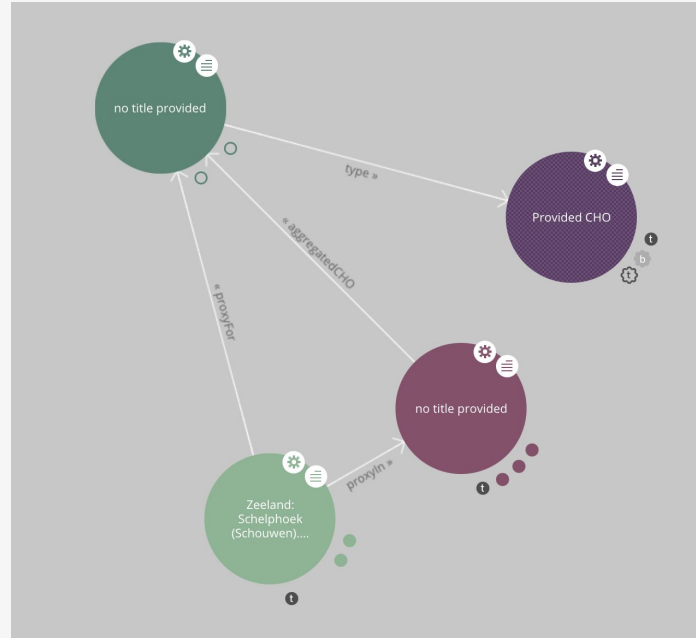 no title provided
type »
Provided CHO
t
b
t
« aggregatedCHO
« proxyFor
no title provided
proxyIn »
t
Zeeland:
Schelphoek
(Schouwen)....
t